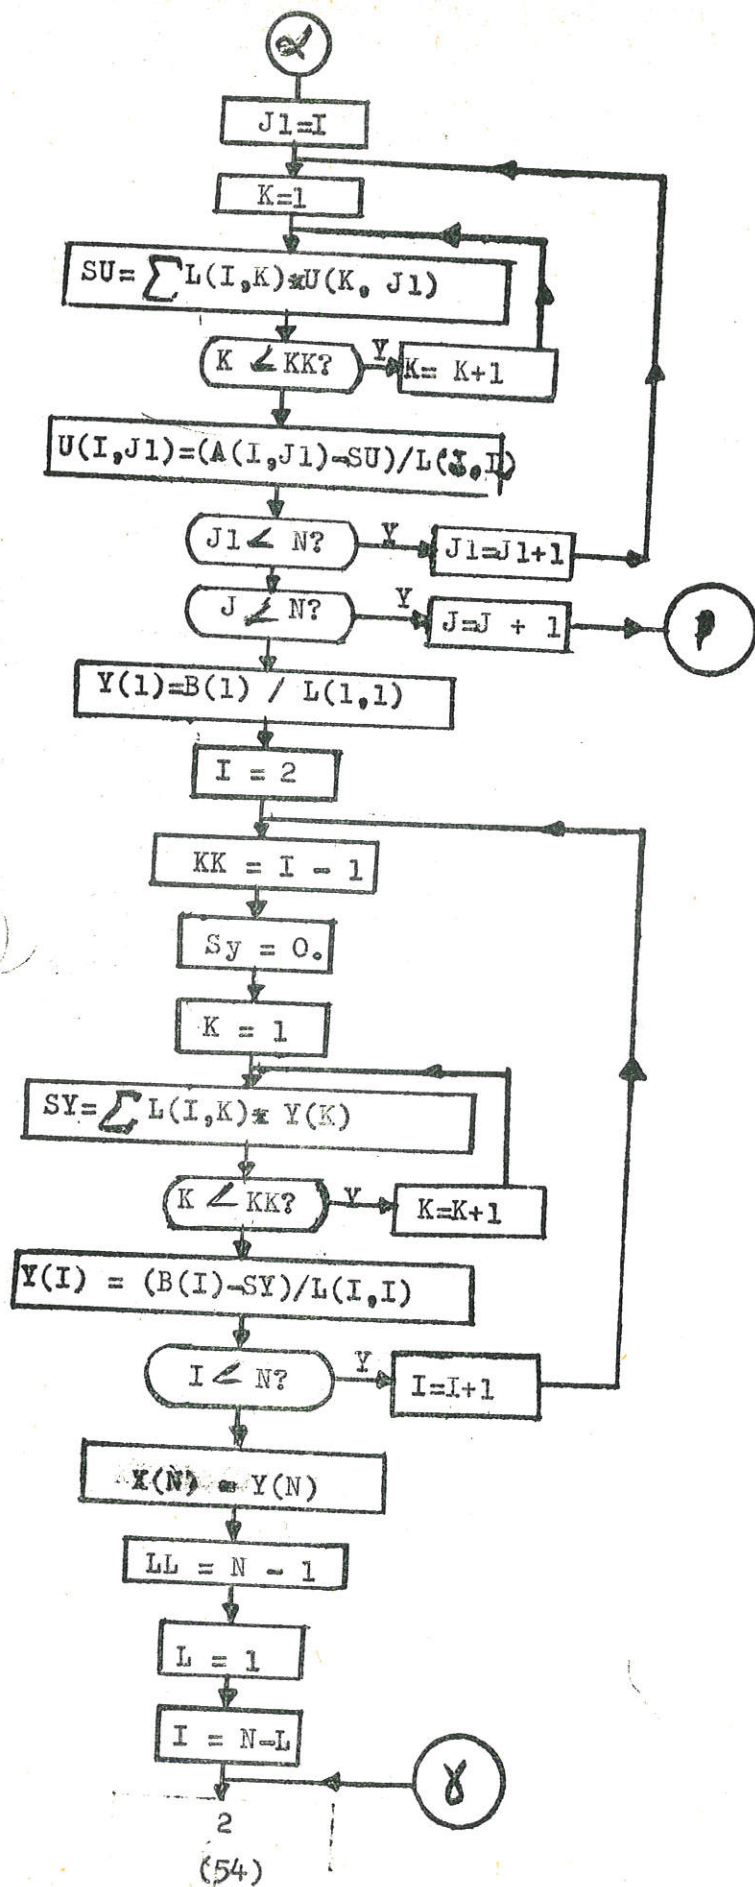 α
J1=I
K=1
SU= ∑ L(I,K)*U(K, J1)
K ∠ KK? Y K= K+1
U(I,J1)=(A(I,J1)-SU)/L(I,I)
J1 ∠ N? Y J1=J1+1
J ∠ N? Y J=J + 1 β
Y(1)=B(1) / L(1,1)
I = 2
KK = I - 1
Sy = 0.
K = 1
SY= ∑ L(I,K)* Y(K)
K ∠ KK? Y K=K+1
Y(I) = (B(I)-SY)/L(I,I)
I ∠ N? Y I=I+1
X(N) = Y(N)
LL = N - 1
L = 1
I = N-L
γ
2
(54)